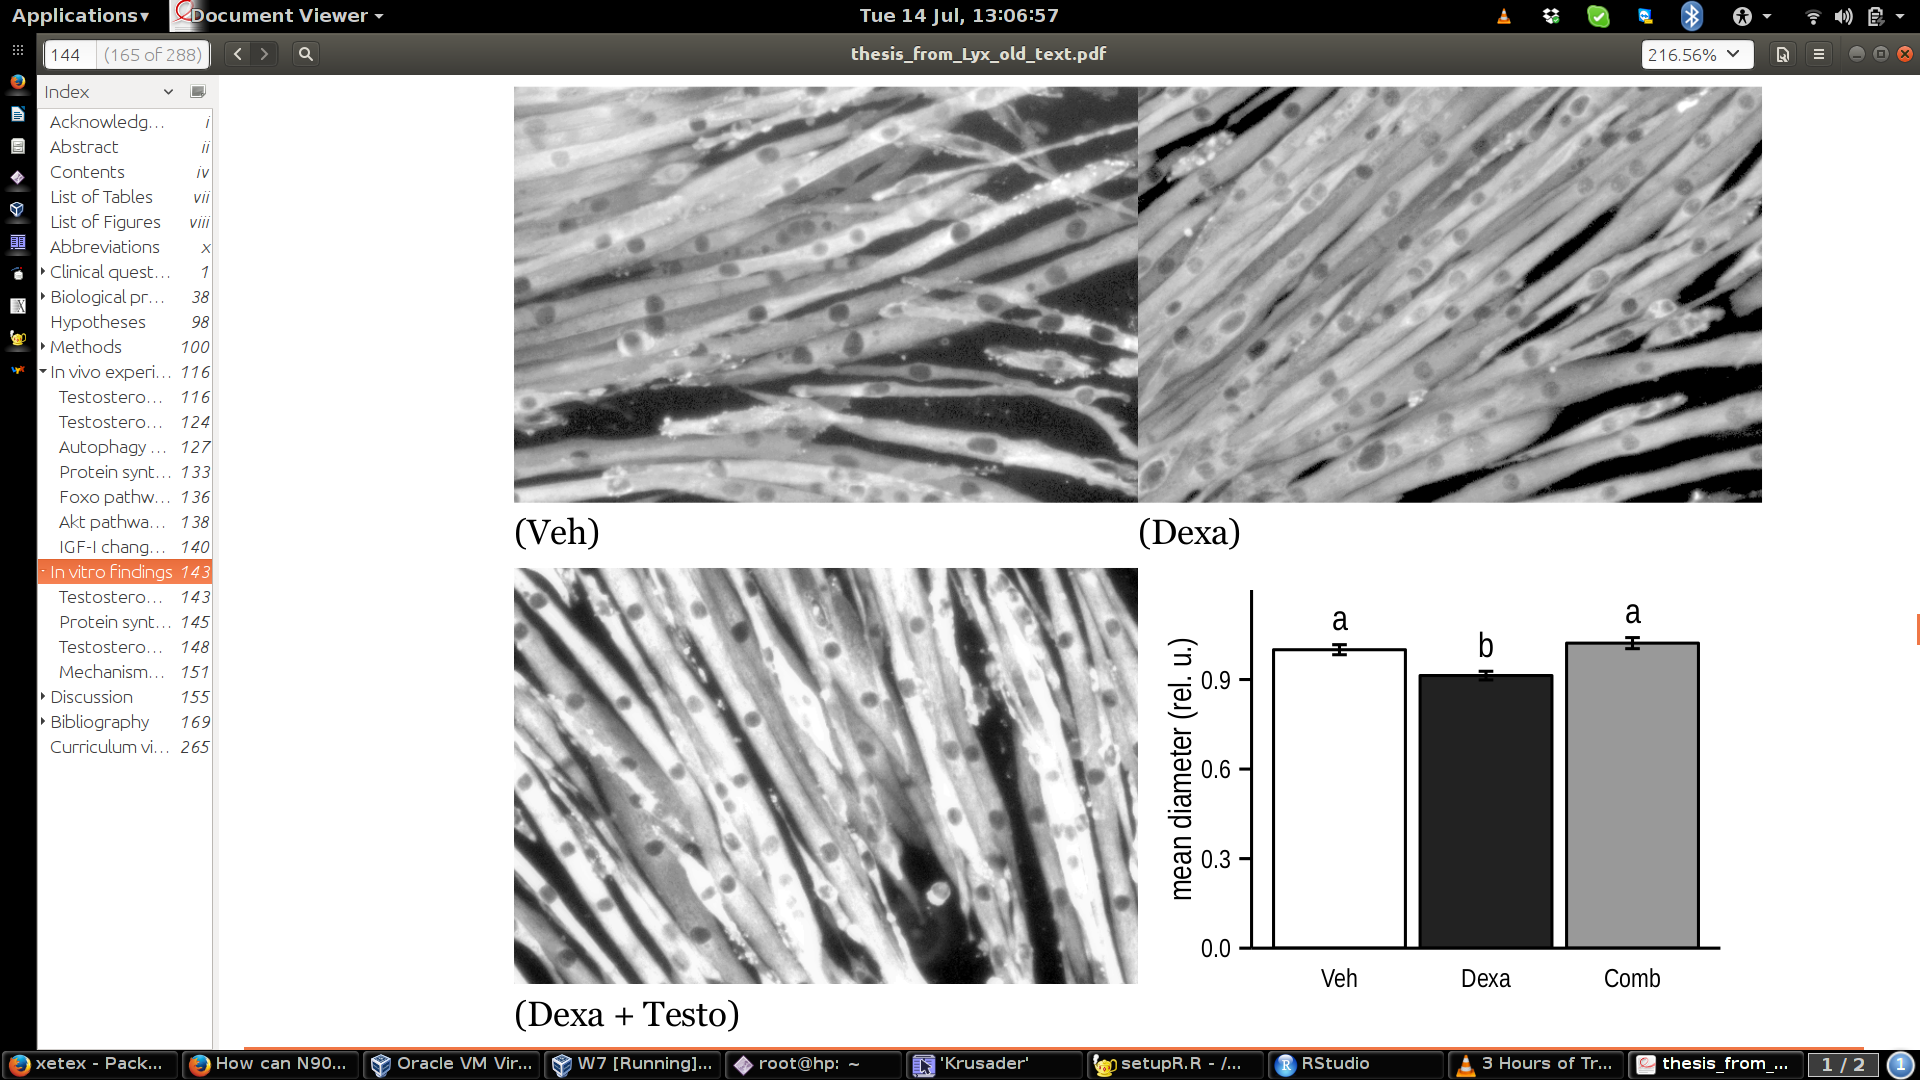 Applications▾ Document Viewer ▾ Tue 14 Jul, 13:06:57
144 (165 of 288) thesis_from_Lyx_old_text.pdf 216.56%
Index
Acknowledg… i
Abstract ii
Contents iv
List of Tables vii
List of Figures viii
Abbreviations x
Clinical quest… 1
Biological pr… 38
Hypotheses 98
Methods 100
In vivo experi… 116
Testostero… 116
Testostero… 124
Autophagy … 127
Protein synt… 133
Foxo pathw… 136
Akt pathwa… 138
IGF-I chang… 140
In vitro findings 143
Testostero… 143
Protein synt… 145
Testostero… 148
Mechanism… 151
Discussion 155
Bibliography 169
Curriculum vi… 265
(Veh)
(Dexa)
(Dexa + Testo)
mean diameter (rel. u.)
a
b
a
0.9
0.6
0.3
0.0
Veh Dexa Comb
xetex - Pack... How can N90... Oracle VM Vir... W7 [Running]... root@hp: ~ 'Krusader' setupR.R - /... RStudio 3 Hours of Tr... thesis_from_... 1 / 2 1